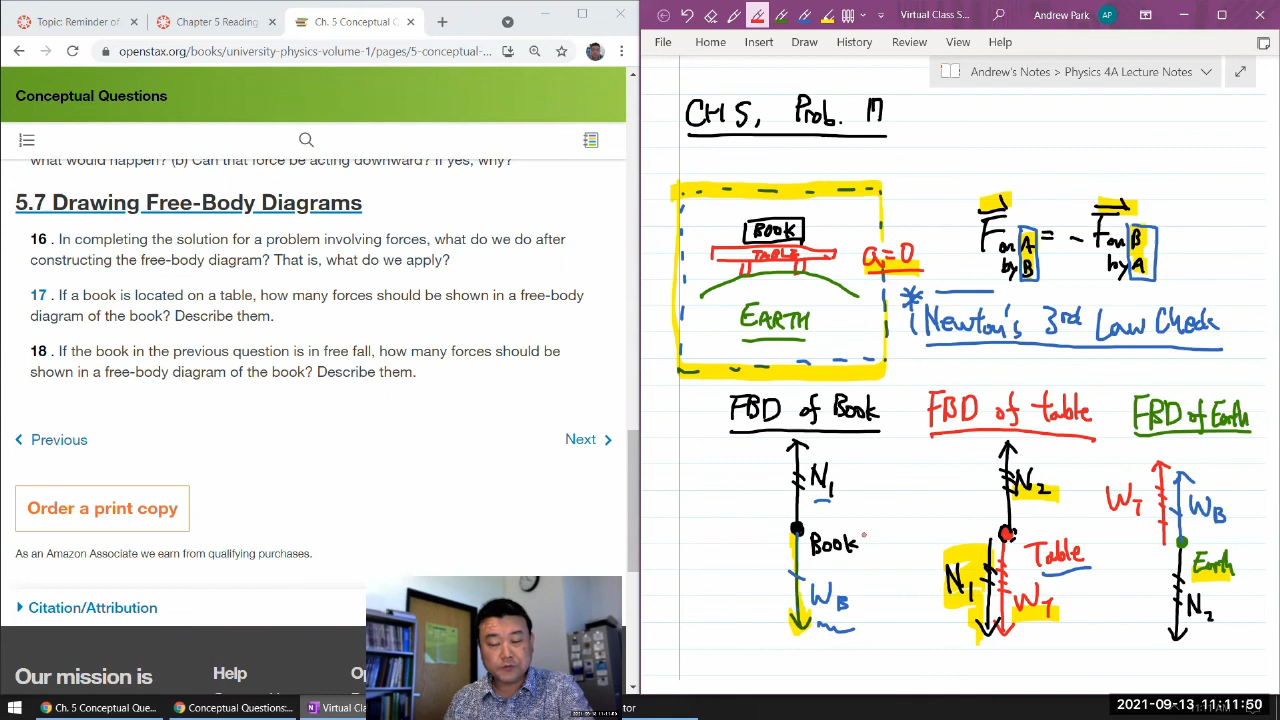 Topic Reminder of
Chapter 5 Reading
Ch. 5 Conceptual Q
openstax.org/books/university-physics-volume-1/pages/5-conceptual-...
Conceptual Questions
what would happen? (b) Can that force be acting downward? If yes, why?
5.7 Drawing Free-Body Diagrams
16 . In completing the solution for a problem involving forces, what do we do after
constructing the free-body diagram? That is, what do we apply?
17 . If a book is located on a table, how many forces should be shown in a free-body
diagram of the book? Describe them.
18 . If the book in the previous question is in free fall, how many forces should be
shown in a free-body diagram of the book? Describe them.
Previous
Next
Order a print copy
As an Amazon Associate we earn from qualifying purchases.
Citation/Attribution
Our mission is
Help
Virtual Class S
Andrew Park
AP
File Home Insert Draw History Review View Help
Andrew's Notes > Physics 4A Lecture Notes
CH 5, Prob. 17
BOOK
TABLE
a = 0
EARTH
F on A by B = - F on B by A
* Newton's 3rd Law Check
FBD of Book
FBD of table
FBD of Earth
N1
Book
WB
N2
Table
N1
WT
WT
WB
Earth
N2
Ch. 5 Conceptual Que...
Conceptual Questions:
Virtual Class
tor
2021-09-13 11:11:50